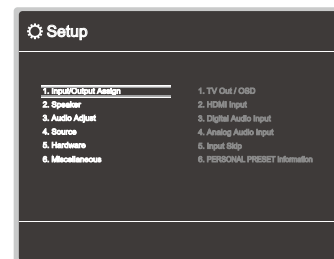 Setup
1. Input/Output Assign
2. Speaker
3. Audio Adjust
4. Source
5. Hardware
6. Miscellaneous
1. TV Out / OSD
2. HDMI Input
3. Digital Audio Input
4. Analog Audio Input
5. Input Skip
6. PERSONAL PRESET Information